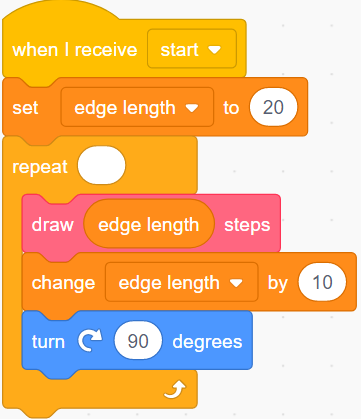 when I receive start
set edge length to 20
repeat
draw edge length steps
change edge length by 10
turn 90 degrees